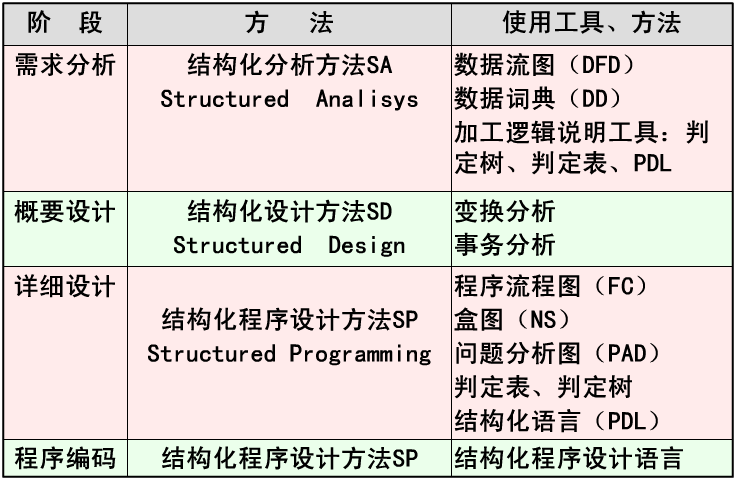 阶 段 方 法 使用工具、方法
需求分析 结构化分析方法SA 数据流图（DFD）
Structured Analisys 数据词典（DD）
加工逻辑说明工具：判
定树、判定表、PDL
概要设计 结构化设计方法SD 变换分析
Structured Design 事务分析
详细设计 程序流程图（FC）
结构化程序设计方法SP 盒图（NS）
Structured Programming 问题分析图（PAD）
判定表、判定树
结构化语言（PDL）
程序编码 结构化程序设计方法SP 结构化程序设计语言